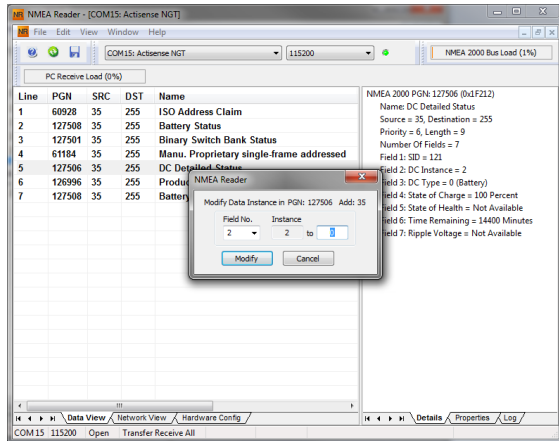 NMEA Reader - [COM15: Actisense NGT]
File Edit View Window Help
COM15: Actisense NGT 115200 NMEA 2000 Bus Load (1%)
PC Receive Load (0%)
Line PGN SRC DST Name
1 60928 35 255 ISO Address Claim
2 127508 35 255 Battery Status
3 127501 35 255 Binary Switch Bank Status
4 61184 35 255 Manu. Proprietary single-frame addressed
5 127506 35 255 DC Detailed Status
6 126996 35 255 Produc
7 127508 35 255 Battery
NMEA 2000 PGN: 127506 (0x1F212)
Name: DC Detailed Status
Source = 35, Destination = 255
Priority = 6, Length = 9
Number Of Fields = 7
Field 1: SID = 121
Field 2: DC Instance = 2
Field 3: DC Type = 0 (Battery)
Field 4: State of Charge = 100 Percent
Field 5: State of Health = Not Available
Field 6: Time Remaining = 14400 Minutes
Field 7: Ripple Voltage = Not Available
NMEA Reader
Modify Data Instance in PGN: 127506 Add: 35
Field No. Instance
2 2 to 0
Modify Cancel
Data View Network View Hardware Config
Details Properties Log
COM15 115200 Open Transfer Receive All